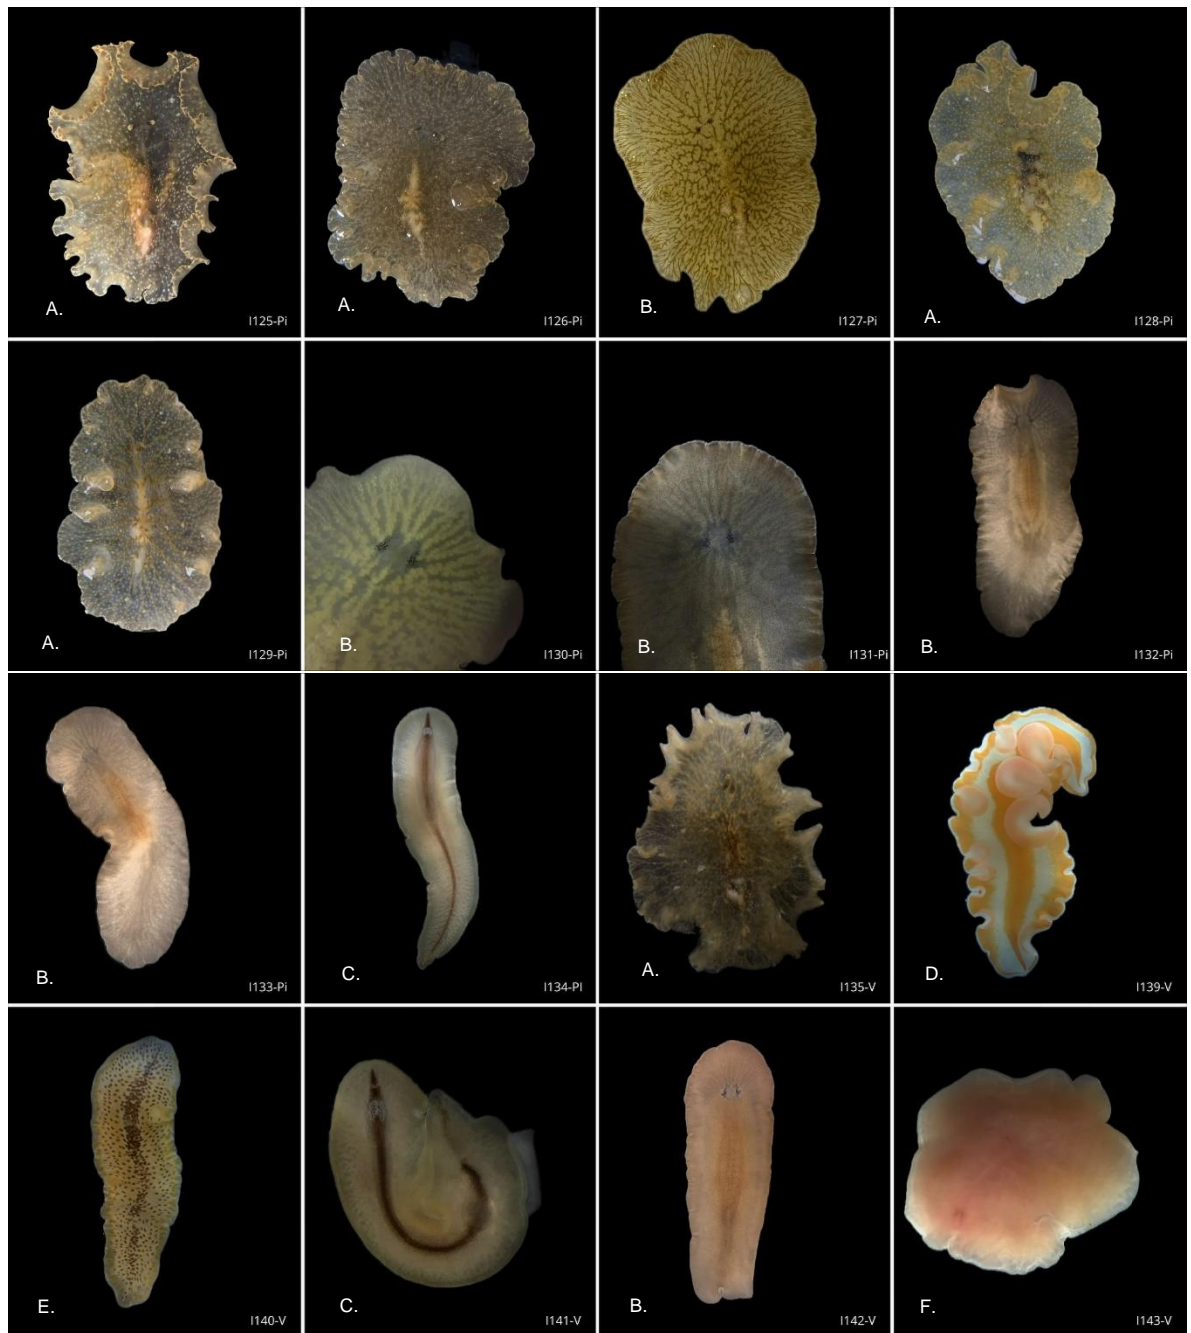 A.
I125-Pi
A.
I126-Pi
B.
I127-Pi
A.
I128-Pi
A.
I129-Pi
B.
I130-Pi
B.
I131-Pi
B.
I132-Pi
B.
I133-Pi
C.
I134-PI
A.
I135-V
D.
I139-V
E.
I140-V
C.
I141-V
B.
I142-V
F.
I143-V